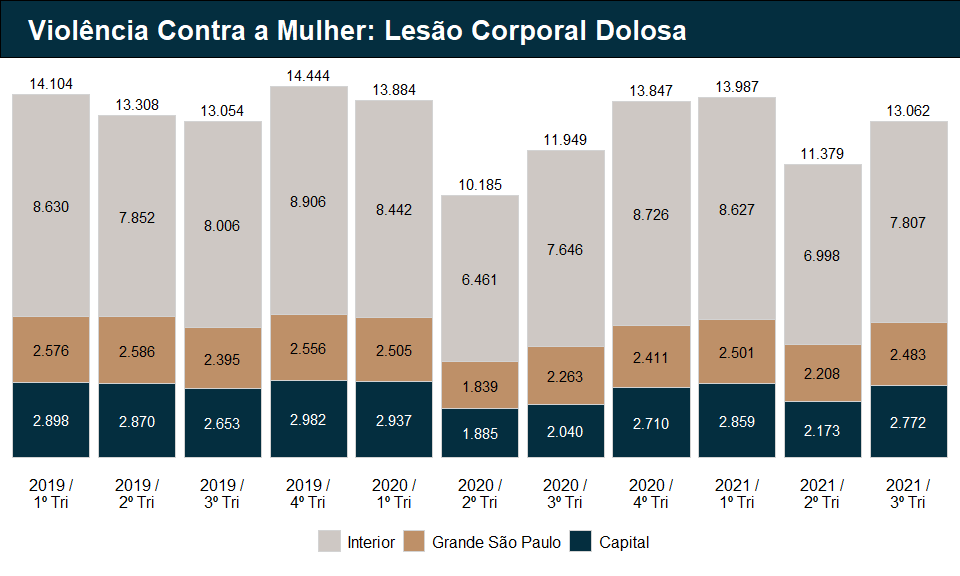 Violência Contra a Mulher: Lesão Corporal Dolosa
14.104 13.308 13.054 14.444 13.884 10.185 11.949 13.847 13.987 11.379 13.062
8.630 7.852 8.006 8.906 8.442 6.461 7.646 8.726 8.627 6.998 7.807
2.576 2.586 2.395 2.556 2.505 1.839 2.263 2.411 2.501 2.208 2.483
2.898 2.870 2.653 2.982 2.937 1.885 2.040 2.710 2.859 2.173 2.772
2019 / 2019 / 2019 / 2019 / 2020 / 2020 / 2020 / 2020 / 2021 / 2021 / 2021 /
1º Tri 2º Tri 3º Tri 4º Tri 1º Tri 2º Tri 3º Tri 4º Tri 1º Tri 2º Tri 3º Tri
Interior Grande São Paulo Capital